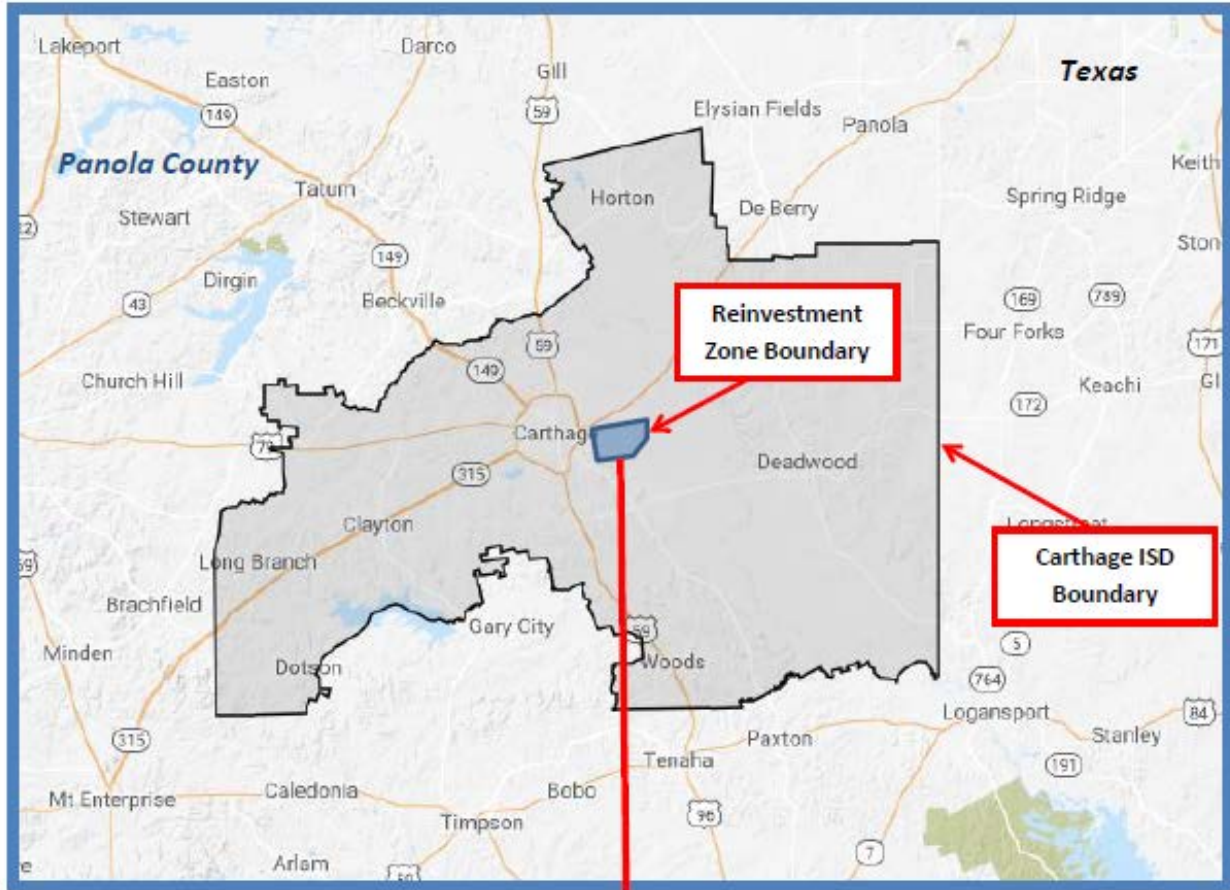 Lakeport
Darco
Gill
Texas
Easton
59
Elysian Fields
149
Panola
Panola County
Keith
Tatum
Horton
Spring Ridge
Stewart
De Berry
149
Ston
Dirgin
43
Beckville
169
789
Reinvestment
Zone Boundary
59
Four Forks
171
149
Church Hill
Keachi
Gl
172
Carthag
79
Deadwood
315
Clayton
Long Branch
Carthage ISD
Boundary
Brachfield
Gary City
59
5
Minden
Woods
Dotson
764
Logansport
84
315
Paxton
Stanley
Tenaha
191
Mt Enterprise
Caledonia
Bobo
96
Timpson
7
Arlam